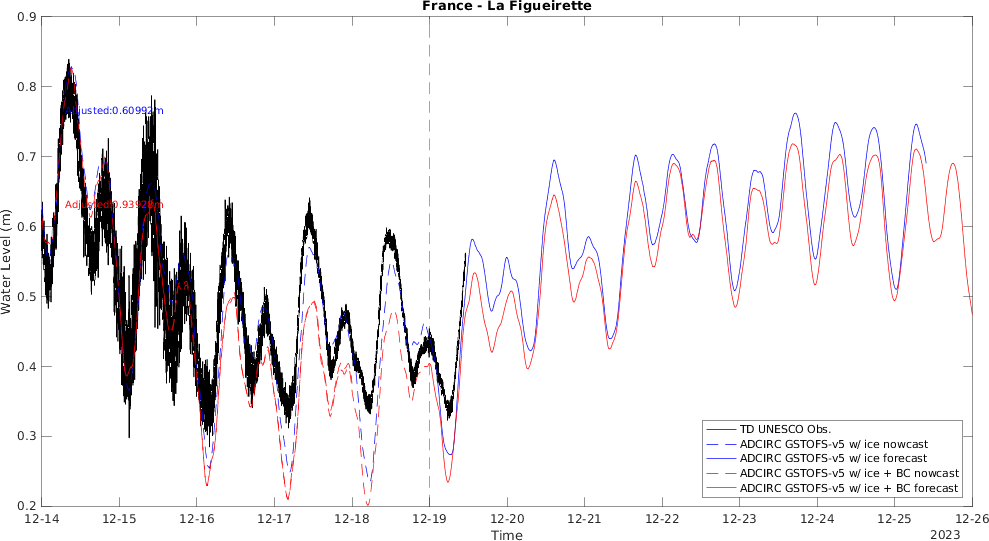 France - La Figueirette
0.9
0.8
0.7
0.6
0.5
0.4
0.3
0.2
Water Level (m)
Adjusted:0.60992m
TD UNESCO Obs.
ADCIRC GSTOFS-v5 w/ ice nowcast
ADCIRC GSTOFS-v5 w/ ice forecast
ADCIRC GSTOFS-v5 w/ ice + BC nowcast
ADCIRC GSTOFS-v5 w/ ice + BC forecast
12-14 12-15 12-16 12-17 12-18 12-19 12-20 12-21 12-22 12-23 12-24 12-25 12-26
Time
2023